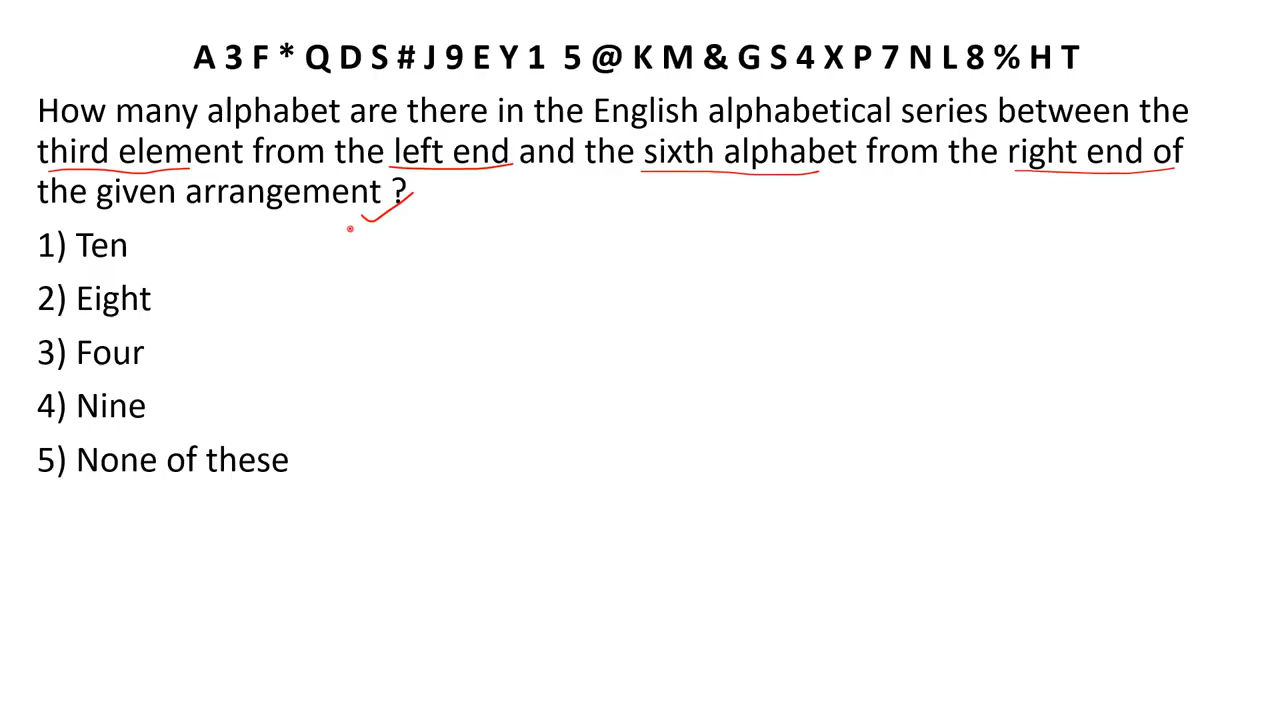 A 3 F * Q D S # J 9 E Y 1 5 @ K M & G S 4 X P 7 N L 8 % H T
How many alphabet are there in the English alphabetical series between the
third element from the left end and the sixth alphabet from the right end of
the given arrangement ?
1) Ten
2) Eight
3) Four
4) Nine
5) None of these